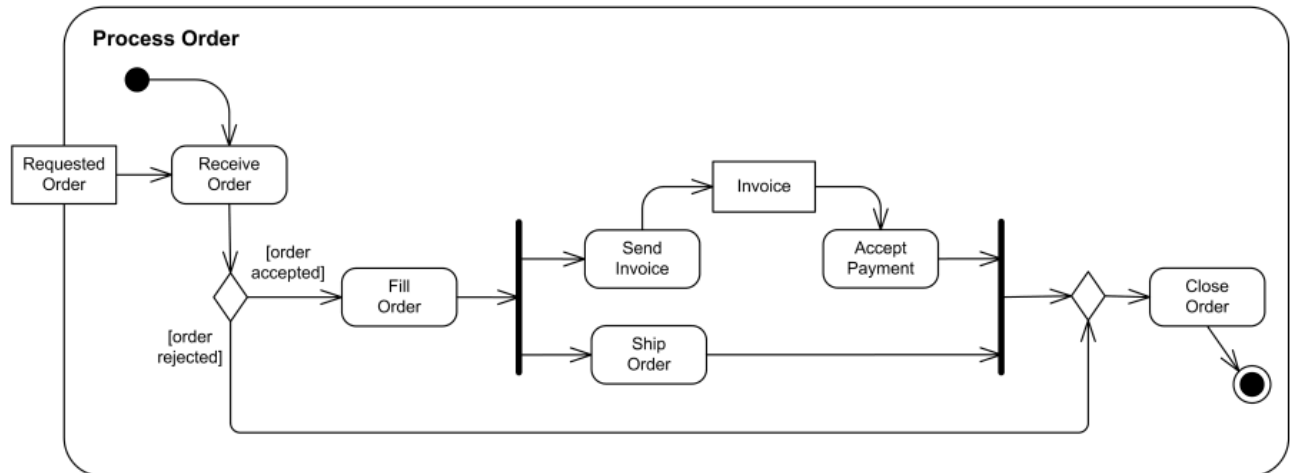 Process Order
Requested
Order
Receive
Order
[order
accepted]
[order
rejected]
Fill
Order
Send
Invoice
Invoice
Accept
Payment
Ship
Order
Close
Order